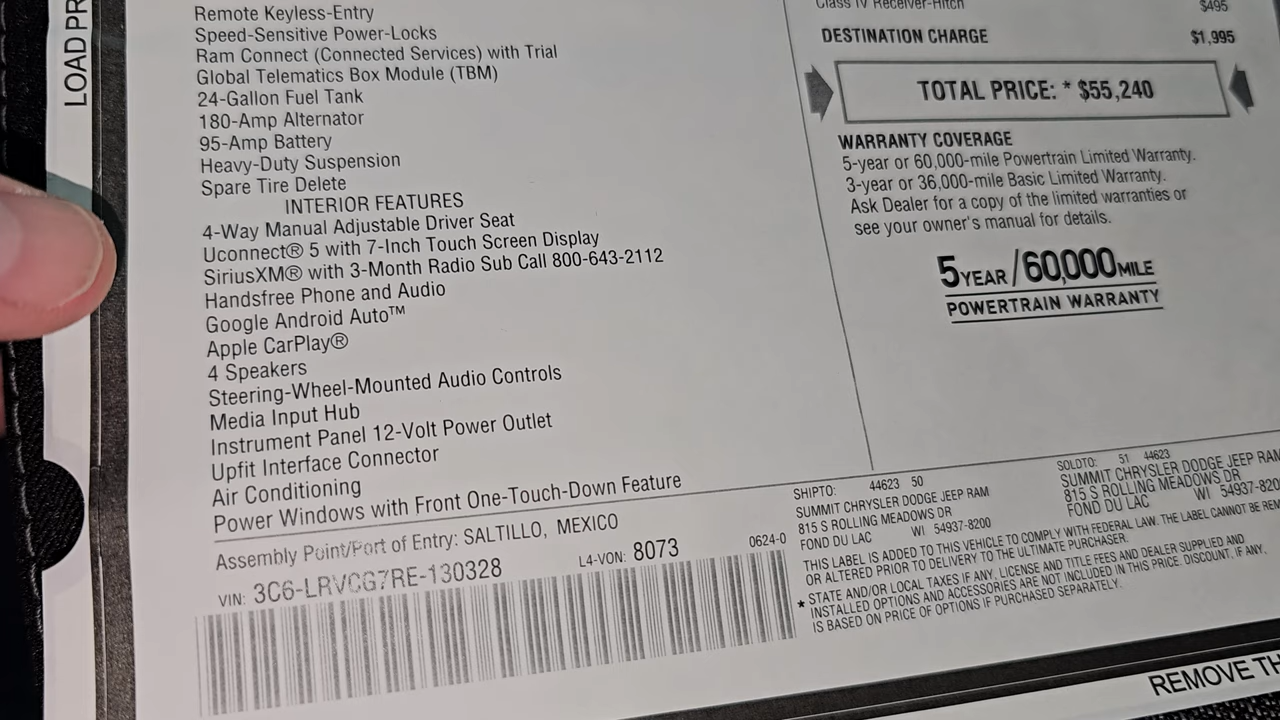 LOAD PR
Remote Keyless-Entry
Speed-Sensitive Power-Locks
Ram Connect (Connected Services) with Trial
Global Telematics Box Module (TBM)
24-Gallon Fuel Tank
180-Amp Alternator
95-Amp Battery
Heavy-Duty Suspension
Spare Tire Delete
INTERIOR FEATURES
4-Way Manual Adjustable Driver Seat
Uconnect® 5 with 7-Inch Touch Screen Display
SiriusXM® with 3-Month Radio Sub Call 800-643-2112
Handsfree Phone and Audio
Google Android Auto™
Apple CarPlay®
4 Speakers
Steering-Wheel-Mounted Audio Controls
Media Input Hub
Instrument Panel 12-Volt Power Outlet
Upfit Interface Connector
Air Conditioning
Power Windows with Front One-Touch-Down Feature
Class IV Receiver-Hitch $495
DESTINATION CHARGE $1,995
TOTAL PRICE: * $55,240
WARRANTY COVERAGE
5-year or 60,000-mile Powertrain Limited Warranty.
3-year or 36,000-mile Basic Limited Warranty.
Ask Dealer for a copy of the limited warranties or
see your owner's manual for details.
5 YEAR / 60,000 MILE
POWERTRAIN WARRANTY
Assembly Point/Port of Entry: SALTILLO, MEXICO
VIN: 3C6-LRVCG7RE-130328 L4-VON: 8073 0624-0
SHIPTO: 44623 50
SUMMIT CHRYSLER DODGE JEEP RAM
815 S ROLLING MEADOWS DR
FOND DU LAC WI 54937-8200
SOLDTO: 51 44623
SUMMIT CHRYSLER DODGE JEEP RAM
815 S ROLLING MEADOWS DR
FOND DU LAC WI 54937-820
THIS LABEL IS ADDED TO THIS VEHICLE TO COMPLY WITH FEDERAL LAW. THE LABEL CANNOT BE REM
OR ALTERED PRIOR TO DELIVERY TO THE ULTIMATE PURCHASER.
* STATE AND/OR LOCAL TAXES IF ANY, LICENSE AND TITLE FEES AND DEALER SUPPLIED AND
INSTALLED OPTIONS AND ACCESSORIES ARE NOT INCLUDED IN THIS PRICE. DISCOUNT, IF ANY,
IS BASED ON PRICE OF OPTIONS IF PURCHASED SEPARATELY.
REMOVE TH